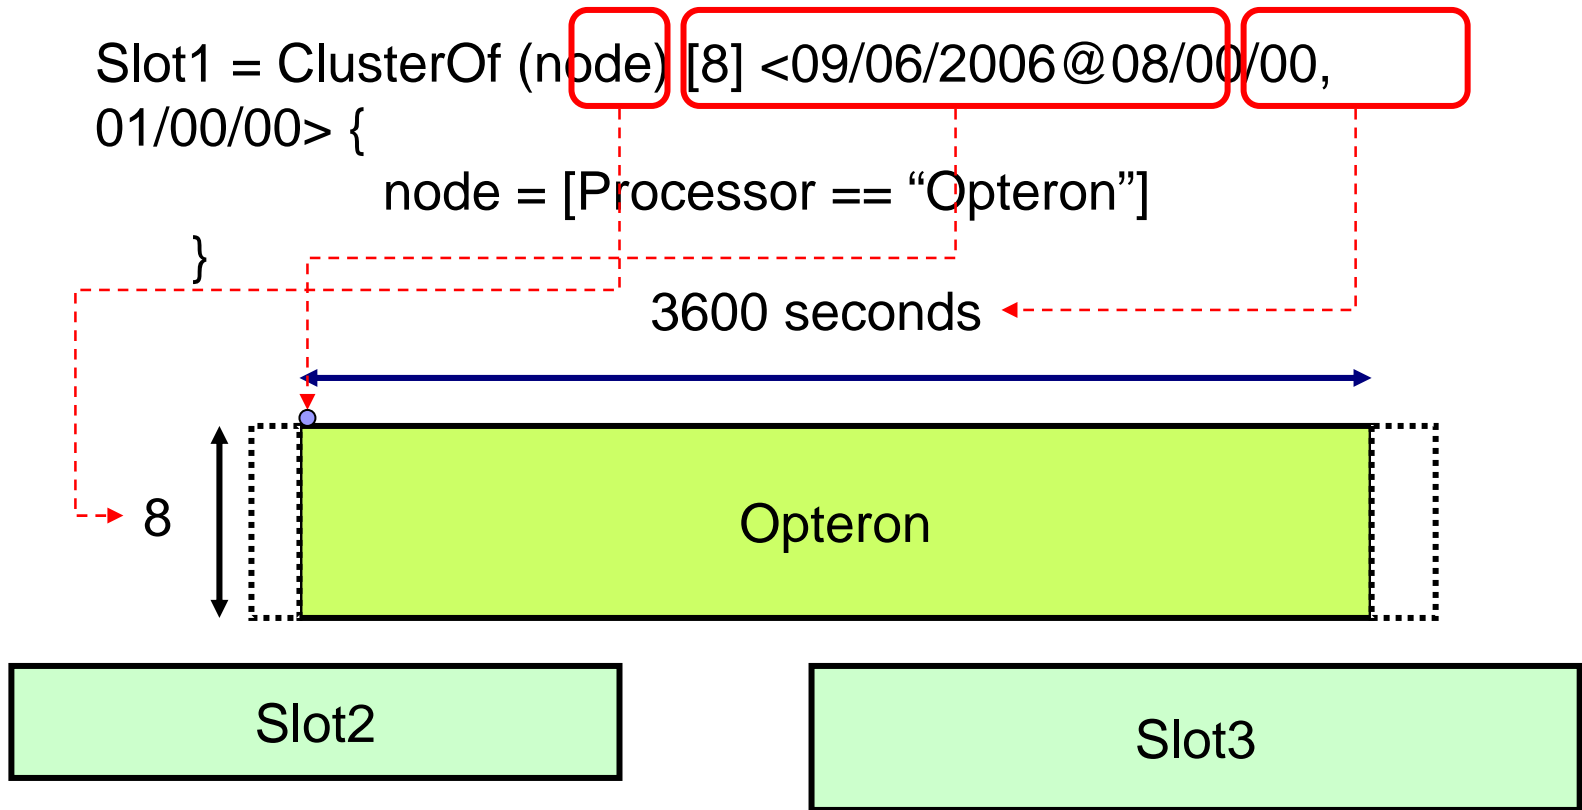 Slot1 = ClusterOf (node) [8] <09/06/2006@08/00/00,
01/00/00> {
node = [Processor == “Opteron”]
}
3600 seconds
8
Opteron
Slot2
Slot3